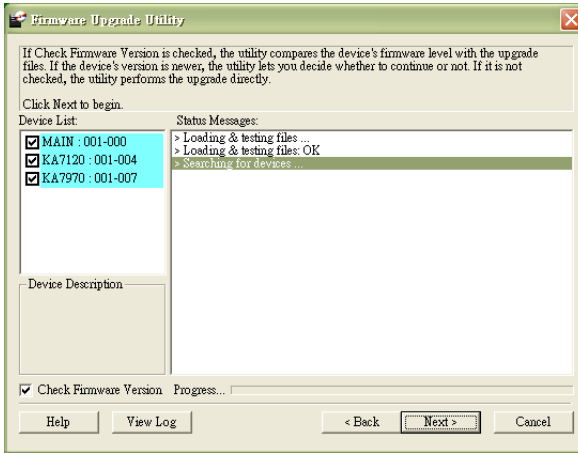 Firmware Upgrade Utility
If Check Firmware Version is checked, the utility compares the device's firmware level with the upgrade
files. If the device's version is newer, the utility lets you decide whether to continue or not. If it is not
checked, the utility performs the upgrade directly.
Click Next to begin.
Device List: Status Messages:
MAIN : 001-000
KA7120 : 001-004
KA7970 : 001-007
> Loading & testing files ...
> Loading & testing files: OK
> Searching for devices ...
Device Description
Check Firmware Version Progress...
Help View Log < Back Next > Cancel